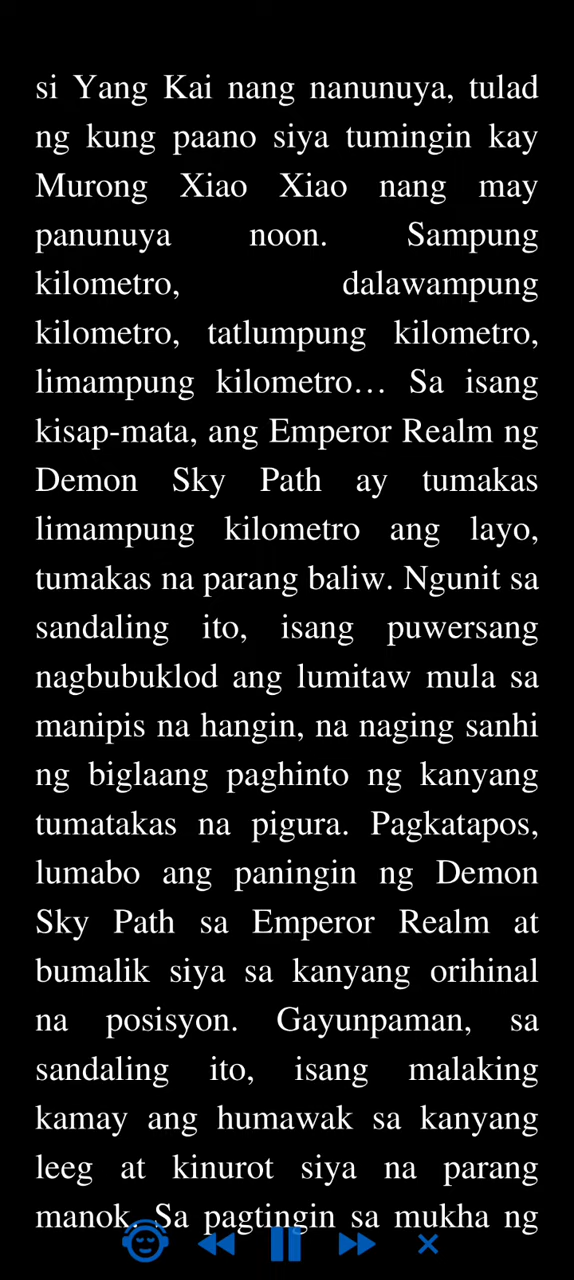 si Yang Kai nang nanunuya, tulad
ng kung paano siya tumingin kay
Murong Xiao Xiao nang may
panunuya noon. Sampung
kilometro, dalawampung
kilometro, tatlumpung kilometro,
limampung kilometro… Sa isang
kisap-mata, ang Emperor Realm ng
Demon Sky Path ay tumakas
limampung kilometro ang layo,
tumakas na parang baliw. Ngunit sa
sandaling ito, isang puwersang
nagbubuklod ang lumitaw mula sa
manipis na hangin, na naging sanhi
ng biglaang paghinto ng kanyang
tumatakas na pigura. Pagkatapos,
lumabo ang paningin ng Demon
Sky Path sa Emperor Realm at
bumalik siya sa kanyang orihinal
na posisyon. Gayunpaman, sa
sandaling ito, isang malaking
kamay ang humawak sa kanyang
leeg at kinurot siya na parang
manok. Sa pagtingin sa mukha ng